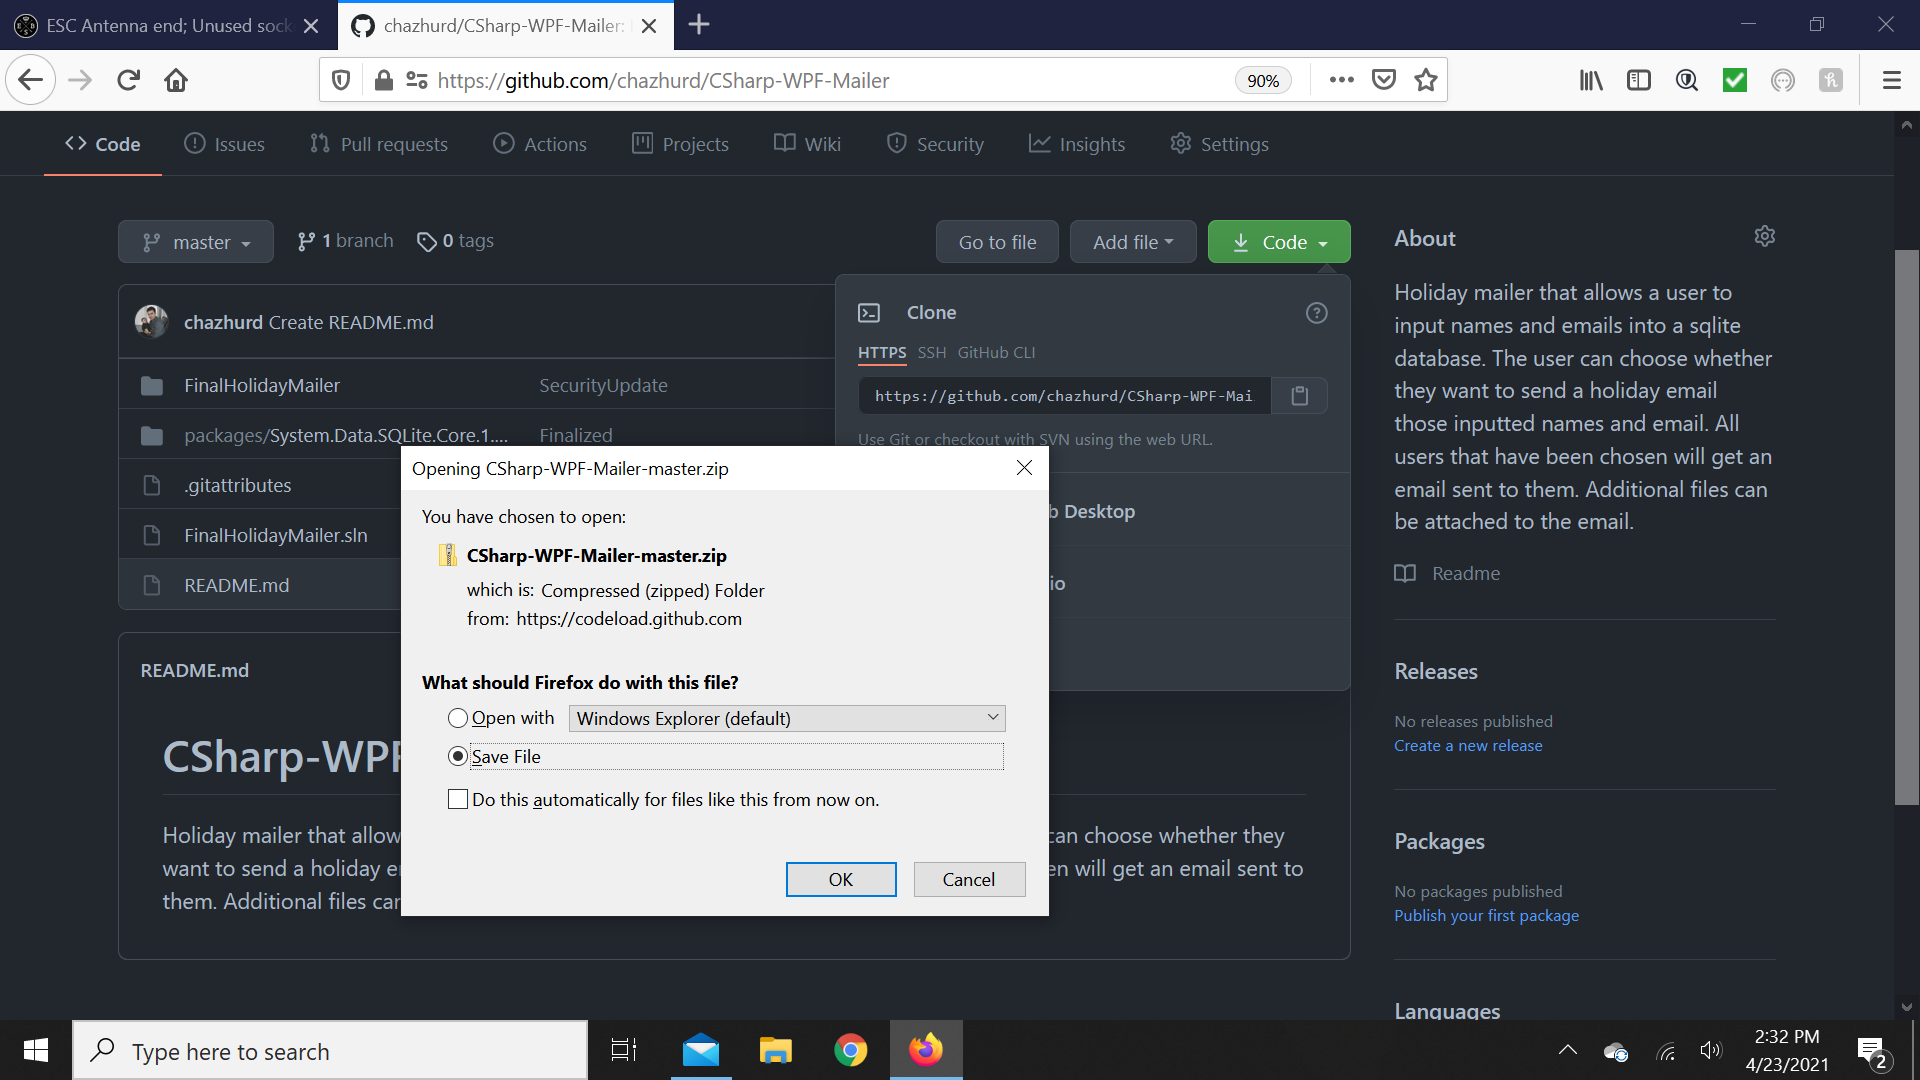 ESC Antenna end; Unused sock
chazhurd/CSharp-WPF-Mailer:
https://github.com/chazhurd/CSharp-WPF-Mailer
90%
Code
Issues
Pull requests
Actions
Projects
Wiki
Security
Insights
Settings
master
1 branch
0 tags
Go to file
Add file
Code
chazhurd Create README.md
FinalHolidayMailer
SecurityUpdate
packages/System.Data.SQLite.Core.1....
Finalized
.gitattributes
FinalHolidayMailer.sln
README.md
Clone
HTTPS
SSH
GitHub CLI
https://github.com/chazhurd/CSharp-WPF-Mai
Use Git or checkout with SVN using the web URL.
b Desktop
io
README.md
CSharp-WPF
Holiday mailer that allow
can choose whether they
want to send a holiday e
en will get an email sent to
them. Additional files car
Opening CSharp-WPF-Mailer-master.zip
You have chosen to open:
CSharp-WPF-Mailer-master.zip
which is: Compressed (zipped) Folder
from: https://codeload.github.com
What should Firefox do with this file?
Open with
Windows Explorer (default)
Save File
Do this automatically for files like this from now on.
OK
Cancel
About
Holiday mailer that allows a user to
input names and emails into a sqlite
database. The user can choose whether
they want to send a holiday email
those inputted names and email. All
users that have been chosen will get an
email sent to them. Additional files can
be attached to the email.
Readme
Releases
No releases published
Create a new release
Packages
No packages published
Publish your first package
Languages
Type here to search
2:32 PM
4/23/2021
2